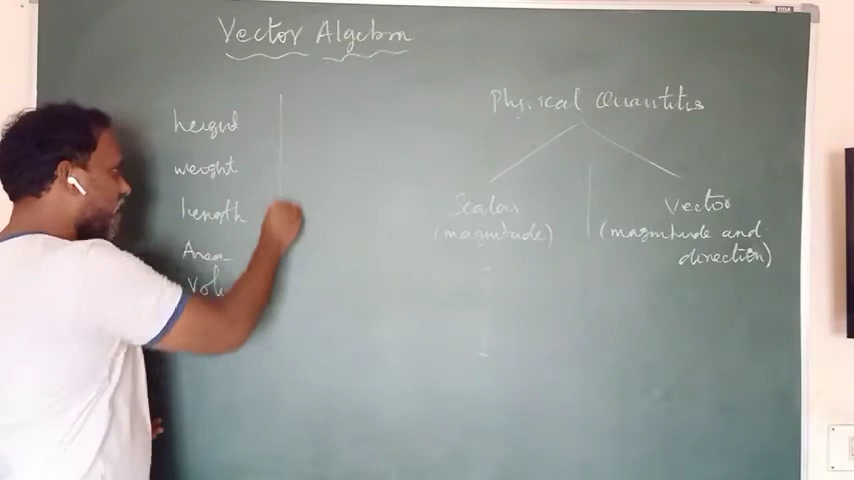 Vector Algebra
height
weight
length
Area
Volu
Physical Quantities
Scalar
(magnitude)
Vector
(magnitude and
direction)